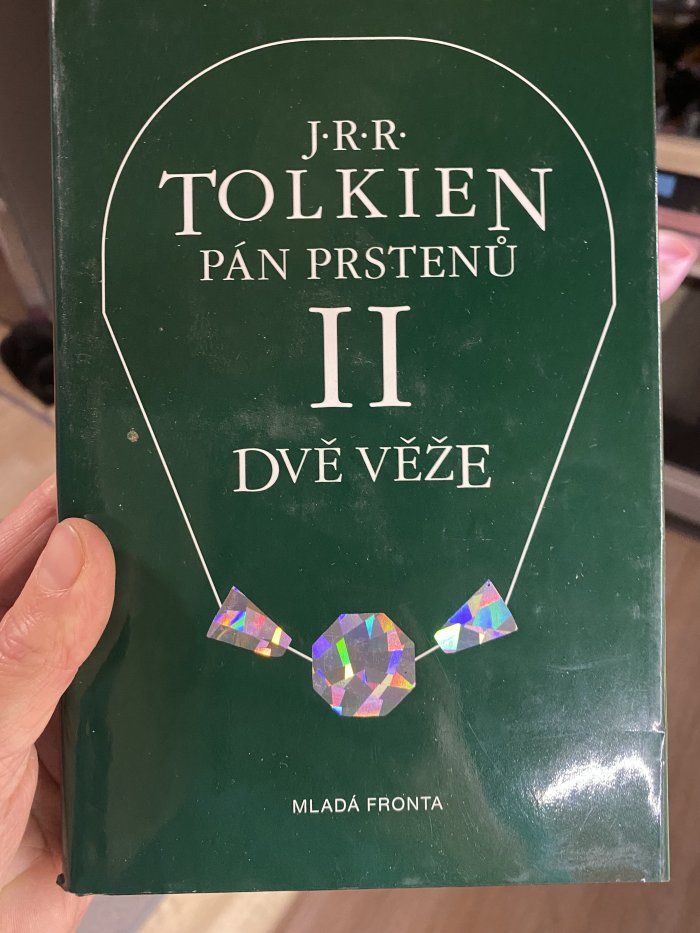 J·R·R·
TOLKIEN
PÁN PRSTENŮ
II
DVĚ VĚŽE
MLADÁ FRONTA